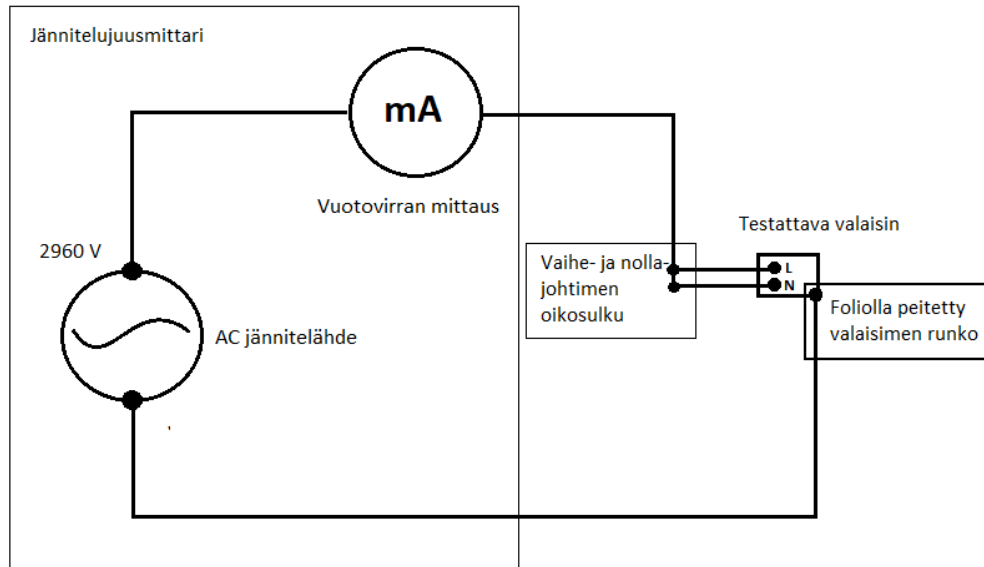 Jännitelujuusmittari
mA
Vuotovirran mittaus
Testattava valaisin
2960 V
Vaihe- ja nolla-
johtimen
oikosulku
L
N
Foliolla peitetty
valaisimen runko
AC jännitelähde